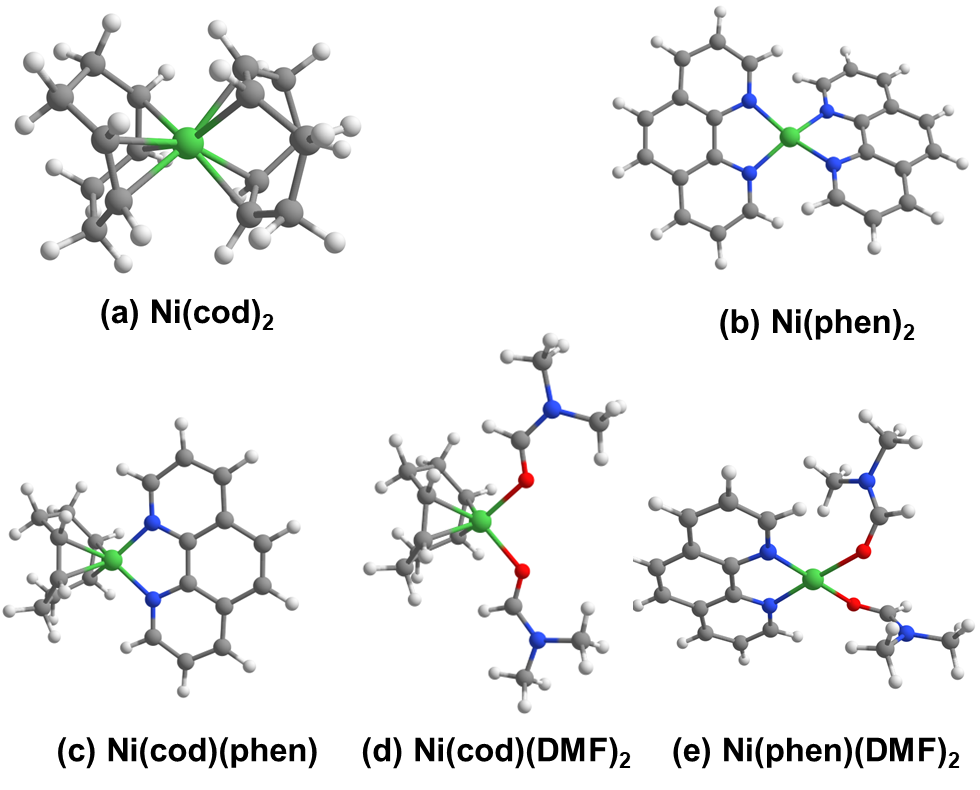 (a) Ni(cod)₂
(b) Ni(phen)₂
(c) Ni(cod)(phen)
(d) Ni(cod)(DMF)₂
(e) Ni(phen)(DMF)₂